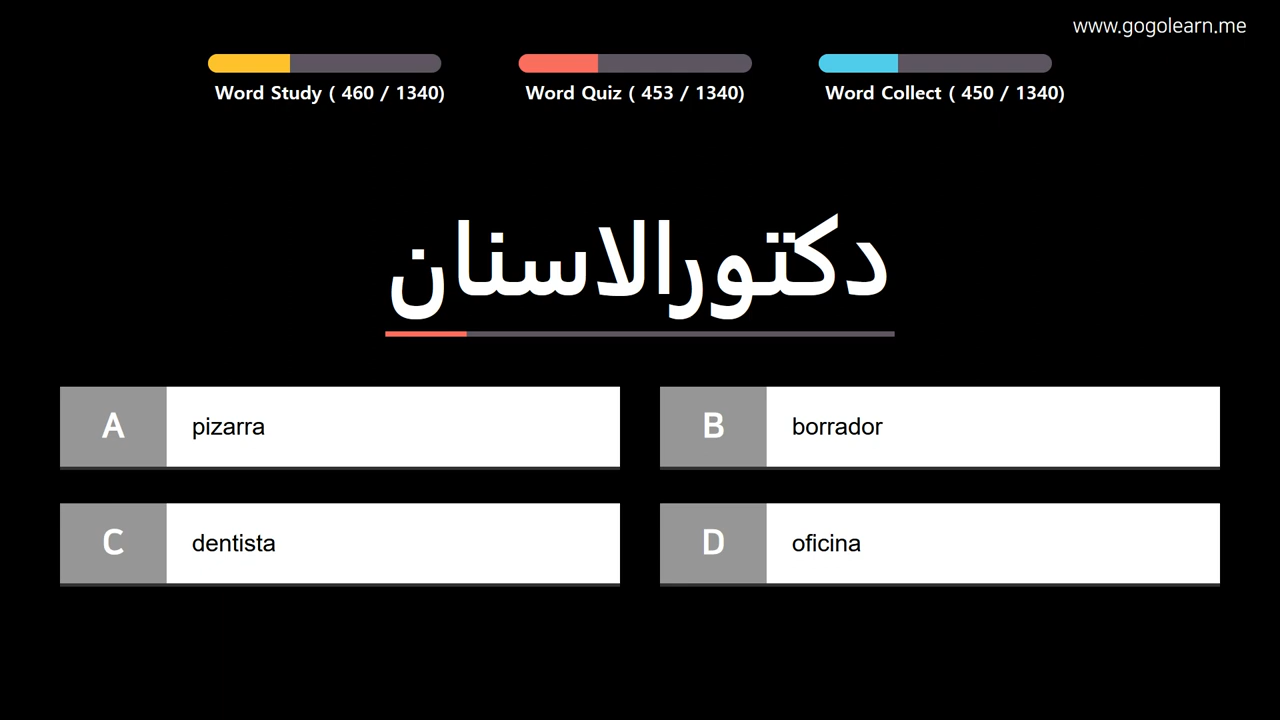 www.gogolearn.me
Word Study ( 460 / 1340)
Word Quiz ( 453 / 1340)
Word Collect ( 450 / 1340)
دكتورالاسنان
A pizarra
B borrador
C dentista
D oficina